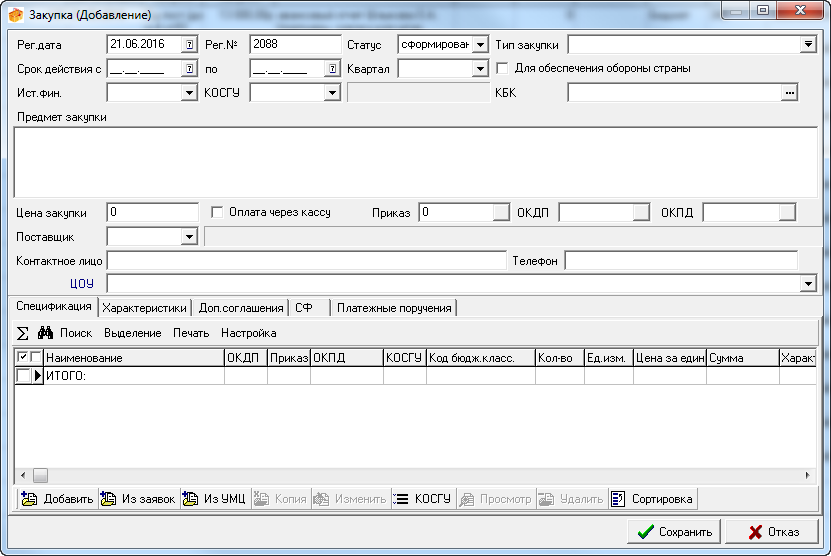 Закупка (Добавление)
Рег.дата 21.06.2016 Рег.№ 2088 Статус сформирован Тип закупки
Срок действия с __.__.____ по __.__.____ Квартал Для обеспечения обороны страны
Ист.фин. КОСГУ КБК ...
Предмет закупки
Цена закупки 0 Оплата через кассу Приказ 0 ОКДП ОКПД
Поставщик
Контактное лицо Телефон
ЦОУ
Спецификация Характеристики Доп.соглашения СФ Платежные поручения
Σ Поиск Выделение Печать Настройка
Наименование ОКДП Приказ ОКПД КОСГУ Код бюдж.класс. Кол-во Ед.изм. Цена за един Сумма Характ
ИТОГО:
Добавить Из заявок Из УМЦ Копия Изменить КОСГУ Просмотр Удалить Сортировка
Сохранить Отказ